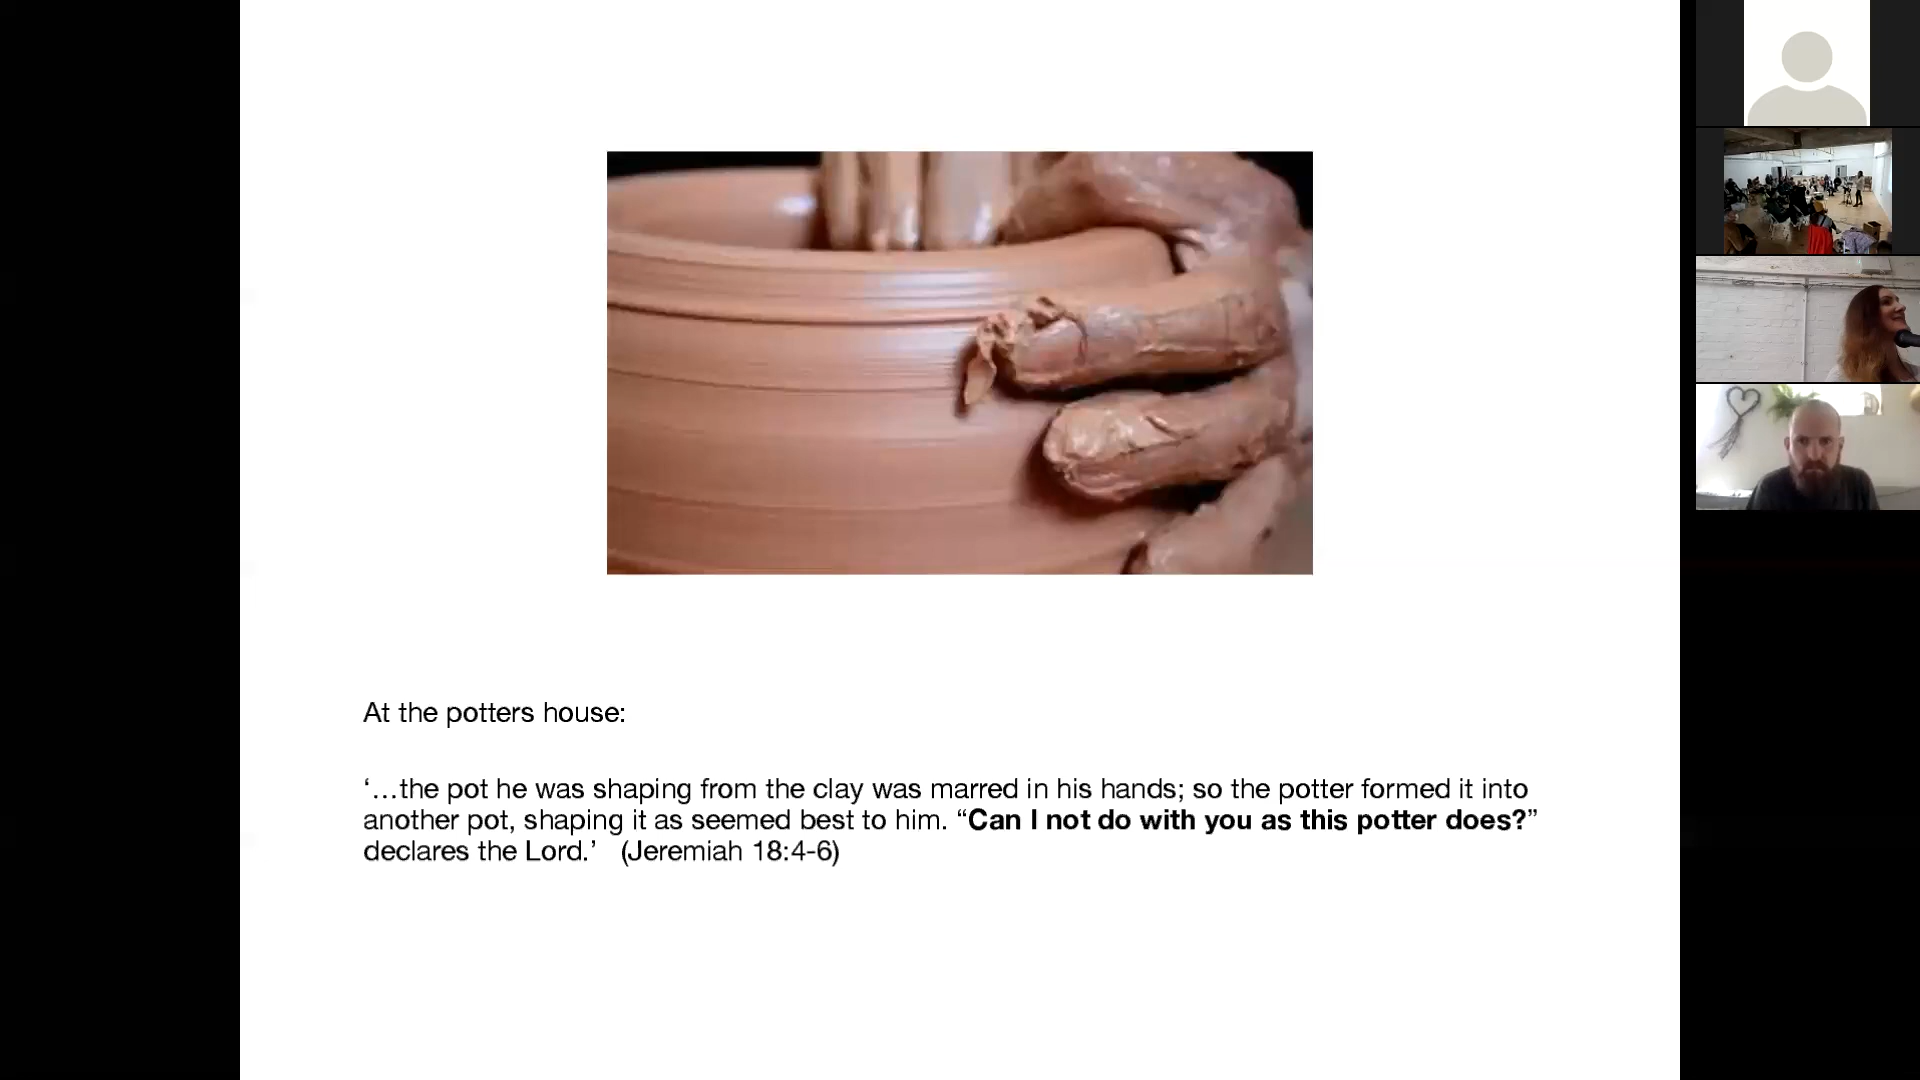 At the potters house:
‘…the pot he was shaping from the clay was marred in his hands; so the potter formed it into
another pot, shaping it as seemed best to him. “Can I not do with you as this potter does?”
declares the Lord.’ (Jeremiah 18:4-6)